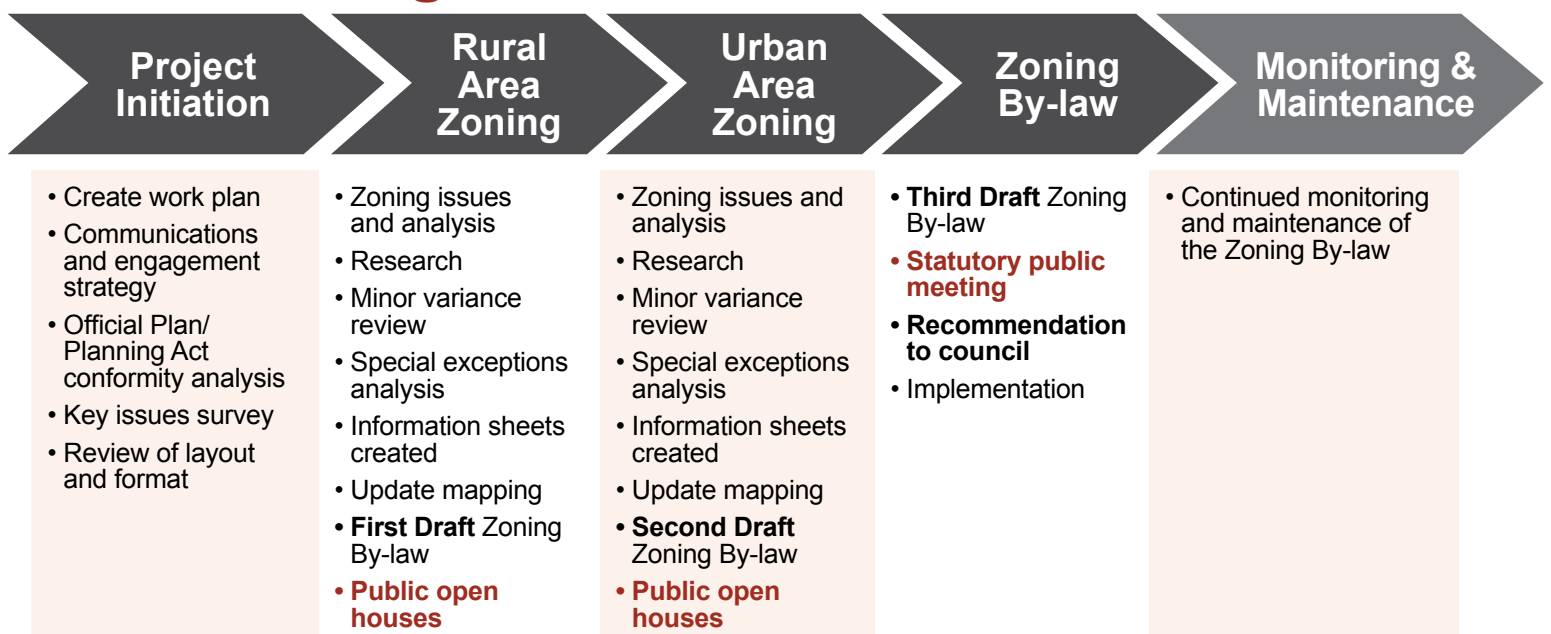 Project
Initiation
Rural
Area
Zoning
Urban
Area
Zoning
Zoning
By-law
Monitoring &
Maintenance
• Create work plan
• Communications
and engagement
strategy
• Official Plan/
Planning Act
conformity analysis
• Key issues survey
• Review of layout
and format
• Zoning issues
and analysis
• Research
• Minor variance
review
• Special exceptions
analysis
• Information sheets
created
• Update mapping
• First Draft Zoning
By-law
• Public open
houses
• Zoning issues and
analysis
• Research
• Minor variance
review
• Special exceptions
analysis
• Information sheets
created
• Update mapping
• Second Draft
Zoning By-law
• Public open
houses
• Third Draft Zoning
By-law
• Statutory public
meeting
• Recommendation
to council
• Implementation
• Continued monitoring
and maintenance of
the Zoning By-law